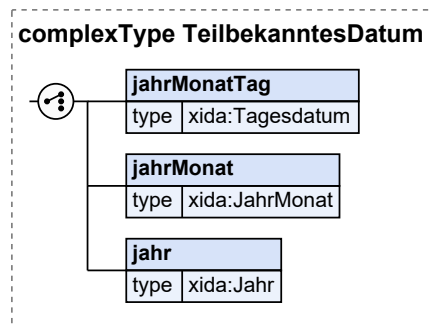 complexType TeilbekanntesDatum
jahrMonatTag
type xida:Tagesdatum
jahrMonat
type xida:JahrMonat
jahr
type xida:Jahr